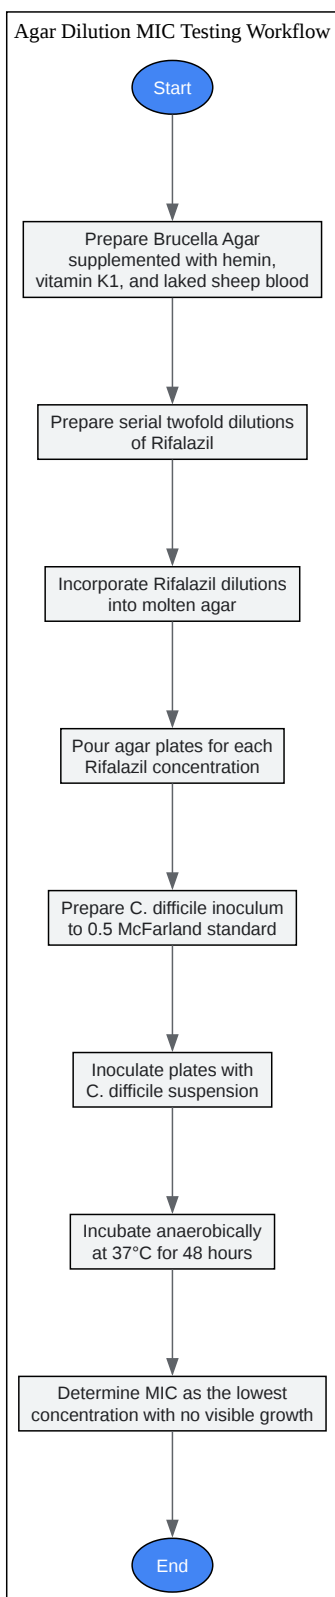 Agar Dilution MIC Testing Workflow
Start
Prepare Brucella Agar
supplemented with hemin,
vitamin K1, and laked sheep blood
Prepare serial twofold dilutions
of Rifalazil
Incorporate Rifalazil dilutions
into molten agar
Pour agar plates for each
Rifalazil concentration
Prepare C. difficile inoculum
to 0.5 McFarland standard
Inoculate plates with
C. difficile suspension
Incubate anaerobically
at 37°C for 48 hours
Determine MIC as the lowest
concentration with no visible growth
End